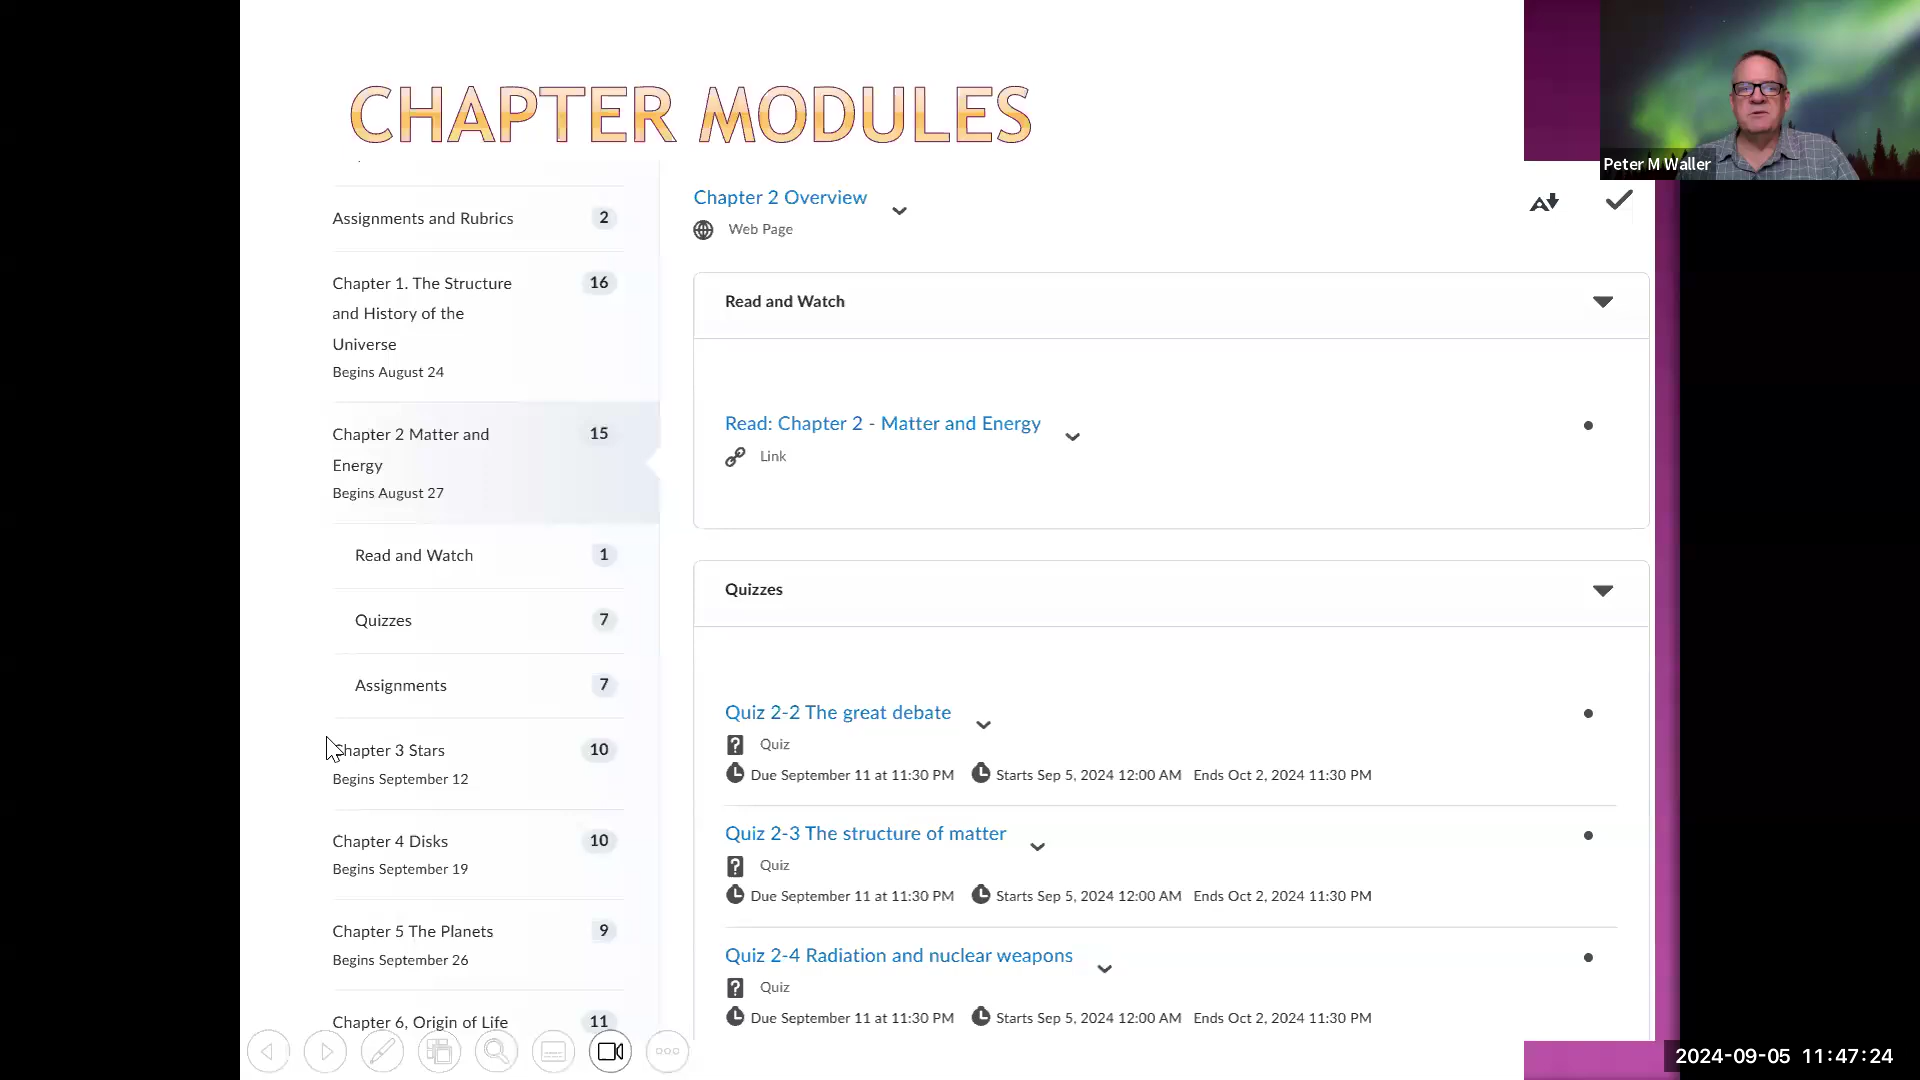 CHAPTER MODULES
Peter M Waller
Assignments and Rubrics 2
Chapter 1. The Structure 16
and History of the
Universe
Begins August 24
Chapter 2 Matter and 15
Energy
Begins August 27
Read and Watch 1
Quizzes 7
Assignments 7
Chapter 3 Stars 10
Begins September 12
Chapter 4 Disks 10
Begins September 19
Chapter 5 The Planets 9
Begins September 26
Chapter 6, Origin of Life 11
Chapter 2 Overview
Web Page
Read and Watch
Read: Chapter 2 - Matter and Energy
Link
Quizzes
Quiz 2-2 The great debate
Quiz
Due September 11 at 11:30 PM Starts Sep 5, 2024 12:00 AM Ends Oct 2, 2024 11:30 PM
Quiz 2-3 The structure of matter
Quiz
Due September 11 at 11:30 PM Starts Sep 5, 2024 12:00 AM Ends Oct 2, 2024 11:30 PM
Quiz 2-4 Radiation and nuclear weapons
Quiz
Due September 11 at 11:30 PM Starts Sep 5, 2024 12:00 AM Ends Oct 2, 2024 11:30 PM
2024-09-05 11:47:24